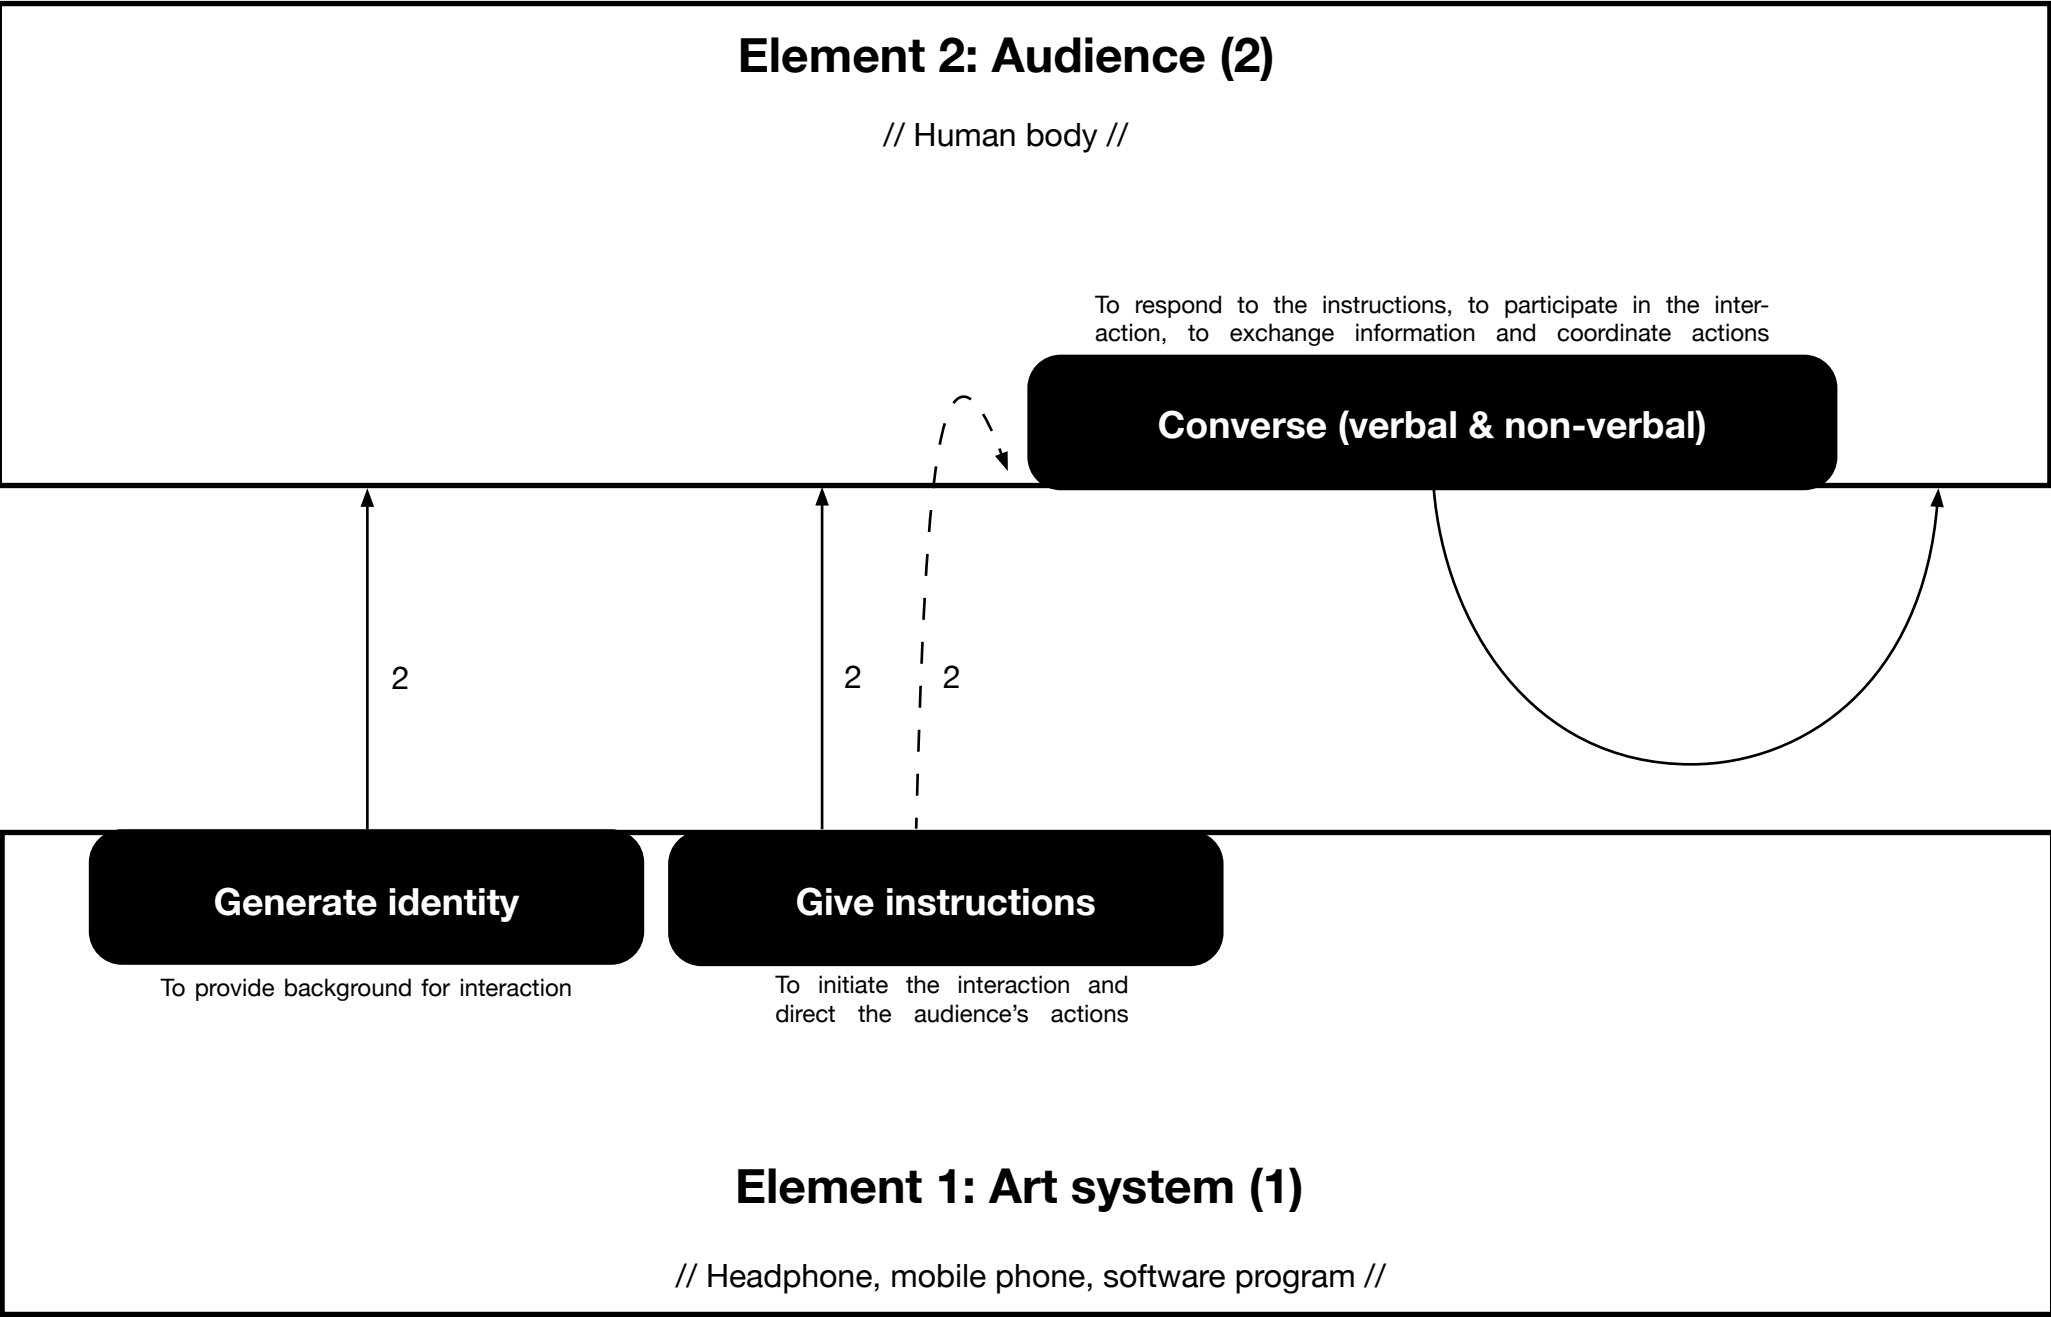 Element 2: Audience (2)
// Human body //
To respond to the instructions, to participate in the inter-
action, to exchange information and coordinate actions
Converse (verbal & non-verbal)
2
2
2
Generate identity
To provide background for interaction
Give instructions
To initiate the interaction and
direct the audience’s actions
Element 1: Art system (1)
// Headphone, mobile phone, software program //